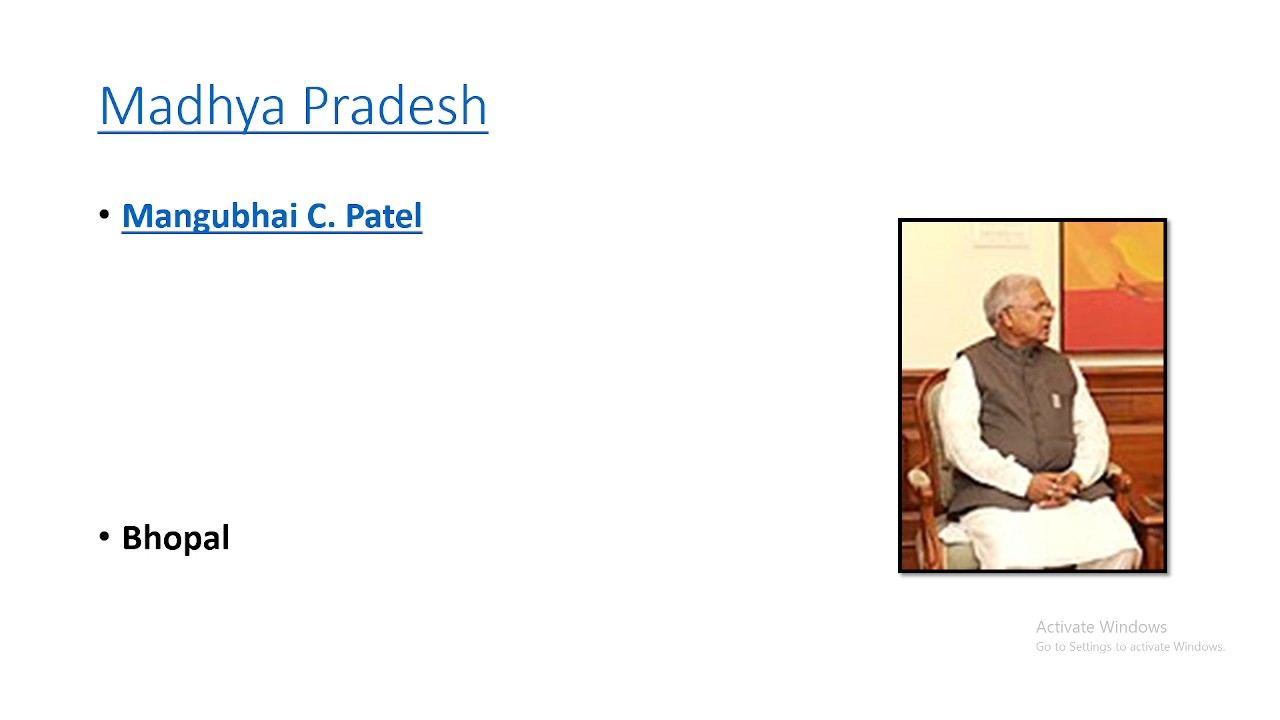 Madhya Pradesh
• Mangubhai C. Patel
• Bhopal
Activate Windows
Go to Settings to activate Windows.